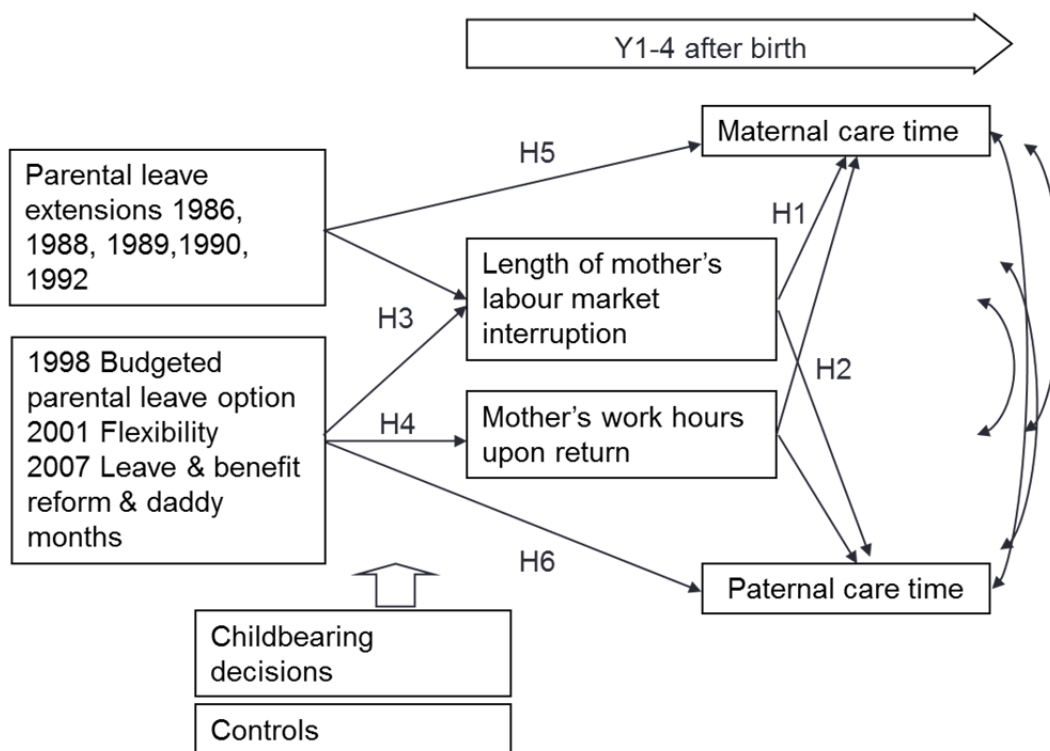 Y1-4 after birth
Maternal care time
H5
Parental leave
extensions 1986,
1988, 1989,1990,
1992
H1
Length of mother's
labour market
interruption
H3
H2
1998 Budgeted
parental leave option
2001 Flexibility
2007 Leave & benefit
reform & daddy
months
H4
Mother's work hours
upon return
H6
Paternal care time
Childbearing
decisions
Controls